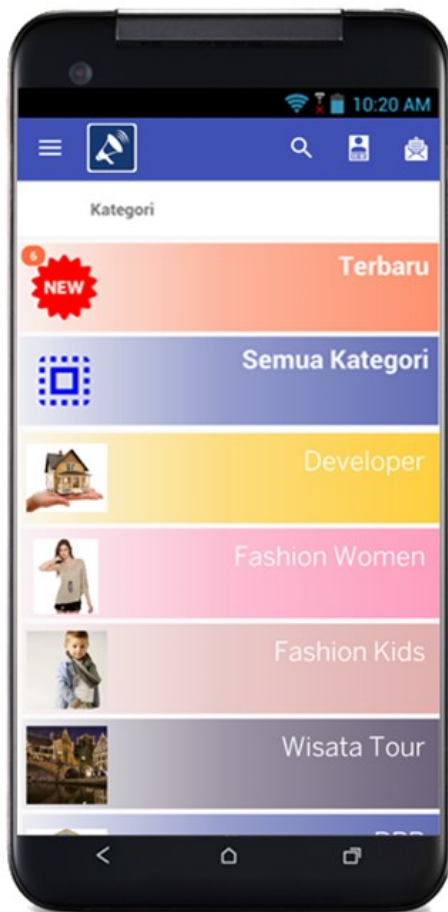 10:20 AM
Kategori
6
Terbaru
NEW
Semua Kategori
Developer
Fashion Women
Fashion Kids
Wisata Tour